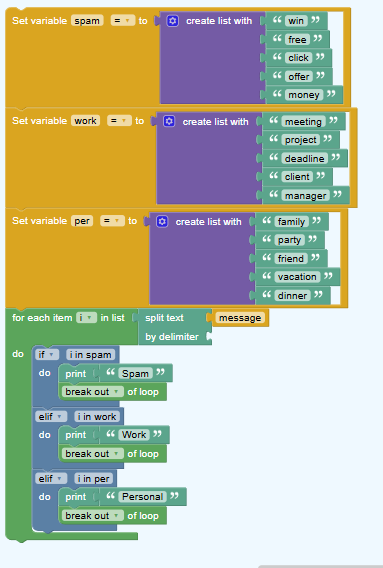 Set variable spam = to create list with “ win ”
“ free ”
“ click ”
“ offer ”
“ money ”
Set variable work = to create list with “ meeting ”
“ project ”
“ deadline ”
“ client ”
“ manager ”
Set variable per = to create list with “ family ”
“ party ”
“ friend ”
“ vacation ”
“ dinner ”
for each item i in list split text message
by delimiter
do if i in spam
do print “ Spam ”
break out of loop
elif i in work
do print “ Work ”
break out of loop
elif i in per
do print “ Personal ”
break out of loop